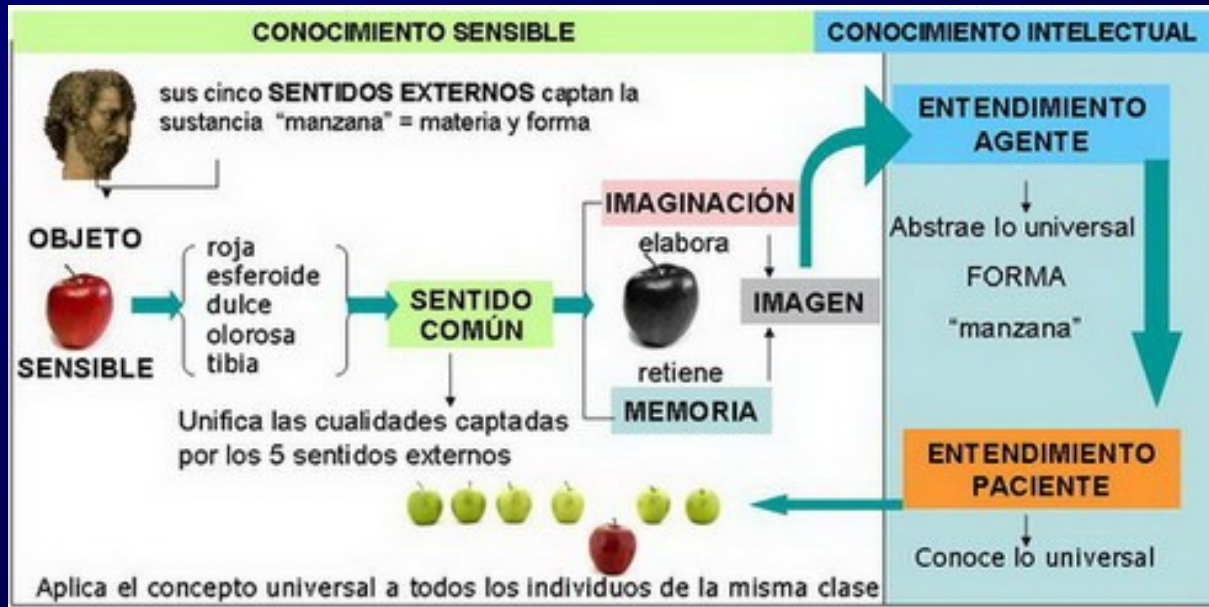 CONOCIMIENTO SENSIBLE
CONOCIMIENTO INTELECTUAL
sus cinco SENTIDOS EXTERNOS captan la
sustancia "manzana" = materia y forma
OBJETO
SENSIBLE
roja
esferoide
dulce
olorosa
tibia
SENTIDO
COMÚN
Unifica las cualidades captadas
por los 5 sentidos externos
IMAGINACIÓN
elabora
retiene
MEMORIA
IMAGEN
ENTENDIMIENTO
AGENTE
Abstrae lo universal
FORMA
"manzana"
ENTENDIMIENTO
PACIENTE
Conoce lo universal
Aplica el concepto universal a todos los individuos de la misma clase